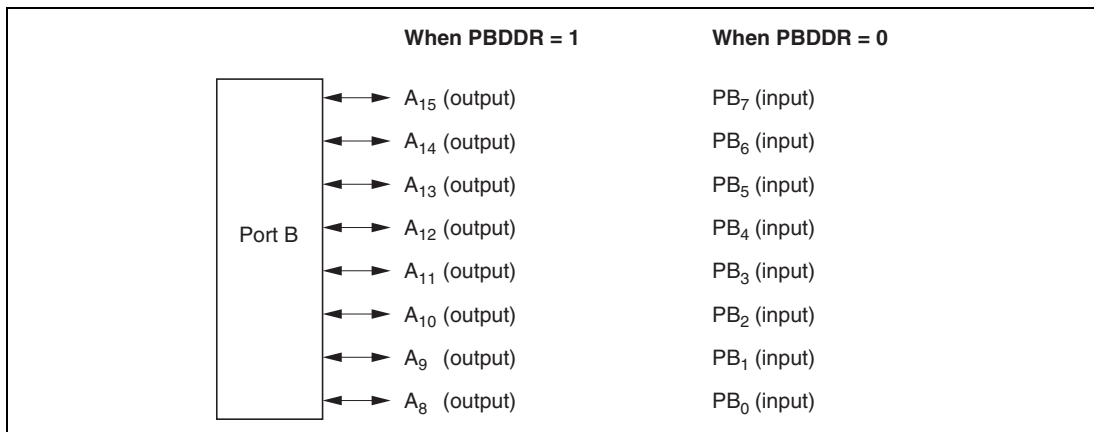 When PBDDR = 1 When PBDDR = 0
A15 (output) PB7 (input)
A14 (output) PB6 (input)
A13 (output) PB5 (input)
Port B A12 (output) PB4 (input)
A11 (output) PB3 (input)
A10 (output) PB2 (input)
A9 (output) PB1 (input)
A8 (output) PB0 (input)